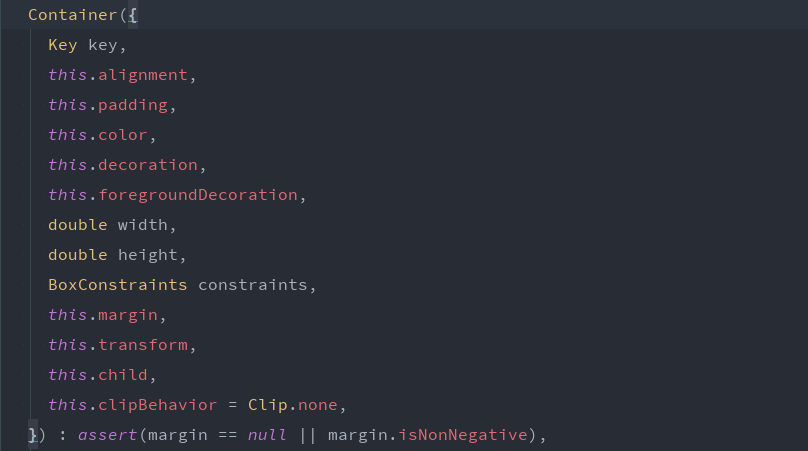 Container({
Key key,
this.alignment,
this.padding,
this.color,
this.decoration,
this.foregroundDecoration,
double width,
double height,
BoxConstraints constraints,
this.margin,
this.transform,
this.child,
this.clipBehavior = Clip.none,
}) : assert(margin == null || margin.isNonNegative),